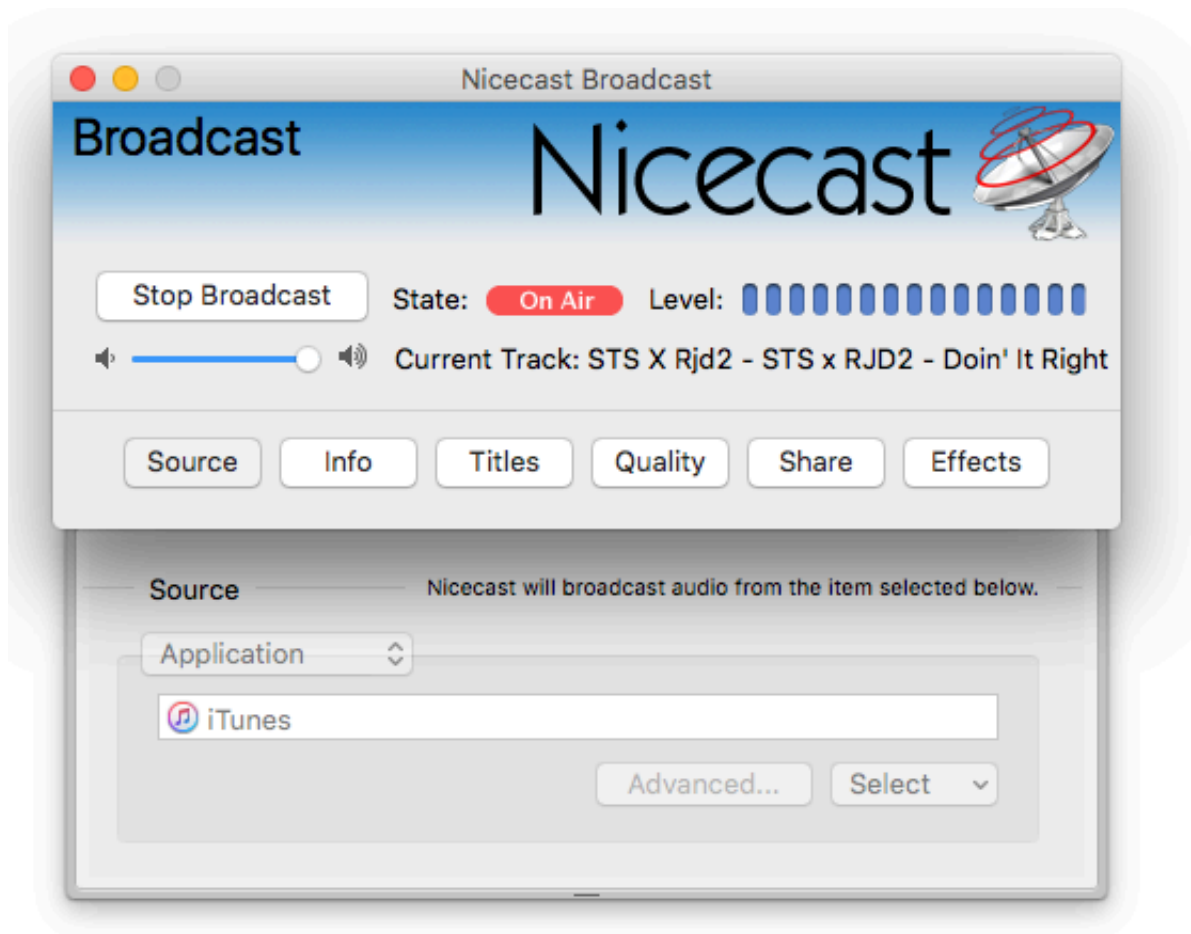 Nicecast Broadcast
Broadcast
Nicecast
Stop Broadcast State: On Air Level:
Current Track: STS X Rjd2 - STS x RJD2 - Doin' It Right
Source Info Titles Quality Share Effects
Source Nicecast will broadcast audio from the item selected below.
Application
iTunes
Advanced... Select